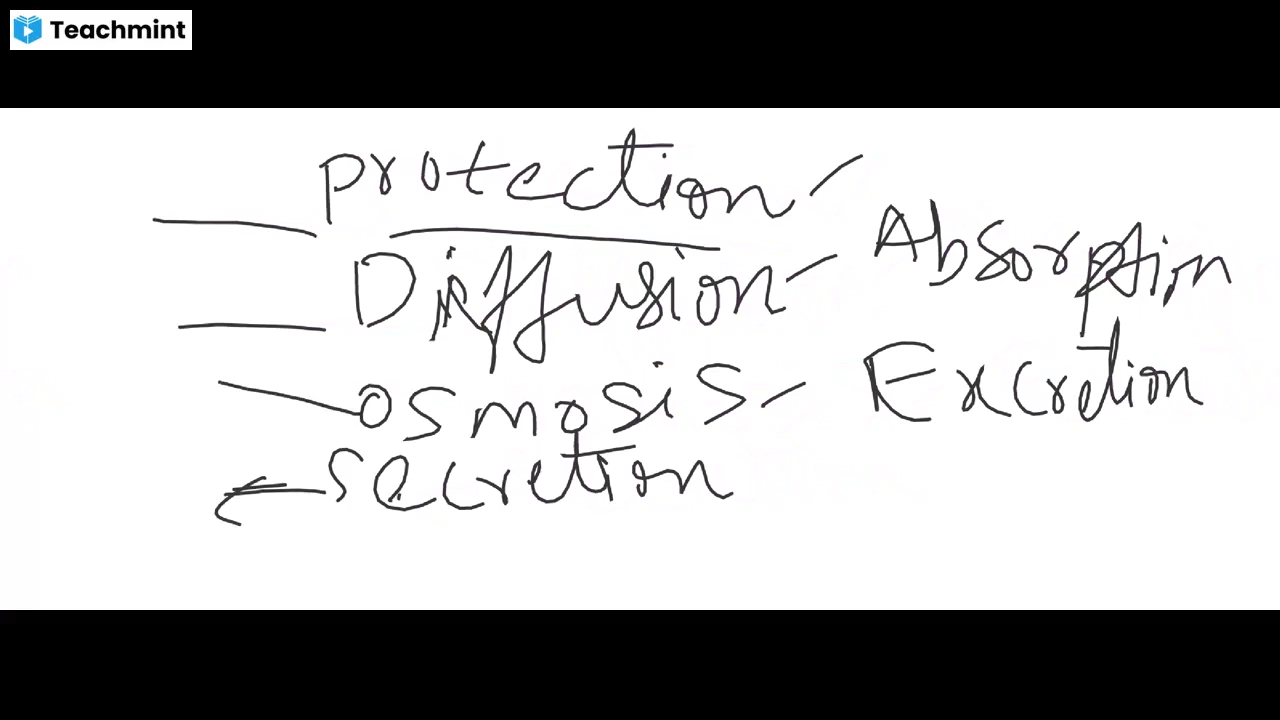 Teachmint
Protection
Diffusion
Absorption
osmosis
Excretion
Secretion